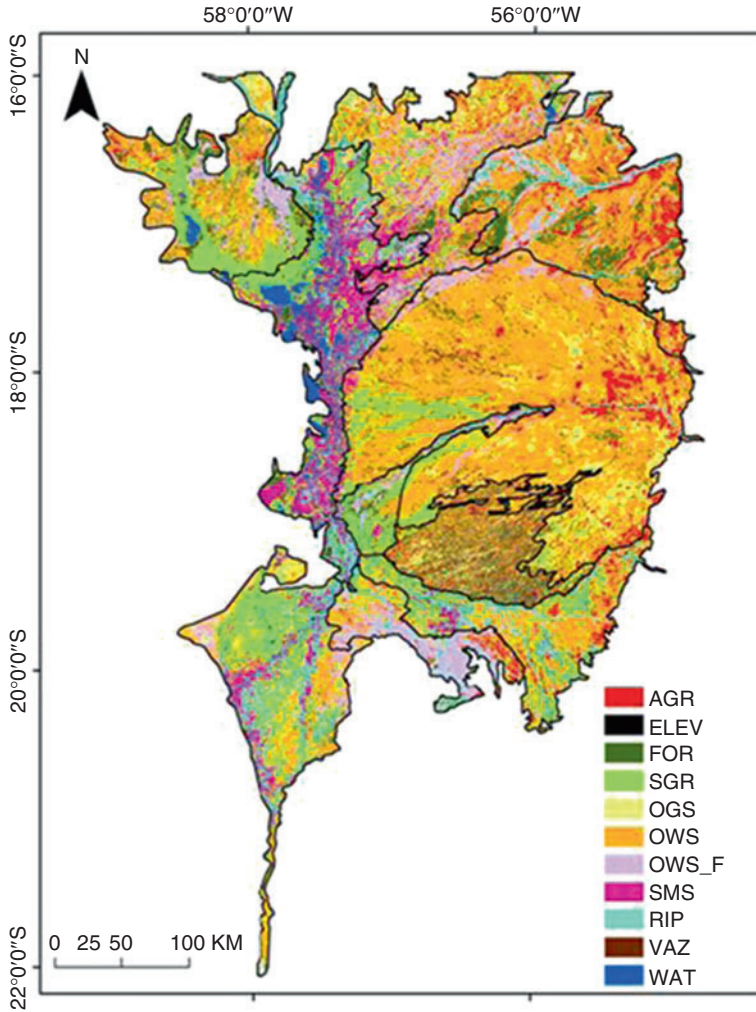 58°0′0″W 56°0′0″W
16°0′0″S
N
18°0′0″S
20°0′0″S
AGR
ELEV
FOR
SGR
OGS
OWS
OWS_F
SMS
RIP
VAZ
WAT
0 25 50 100 KM
22°0′0″S